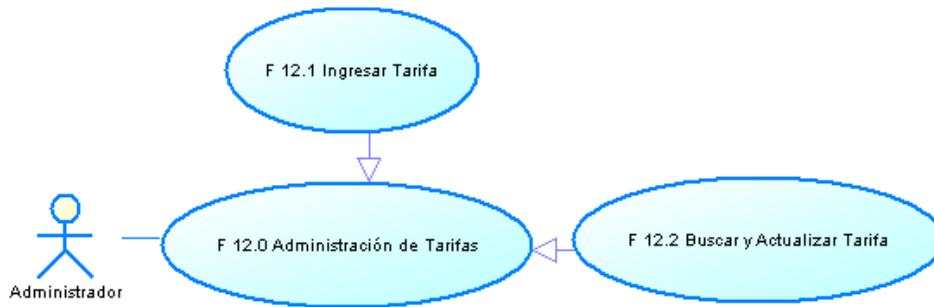 F 12.1 Ingresar Tarifa
F 12.0 Administración de Tarifas
F 12.2 Buscar y Actualizar Tarifa
Administrador